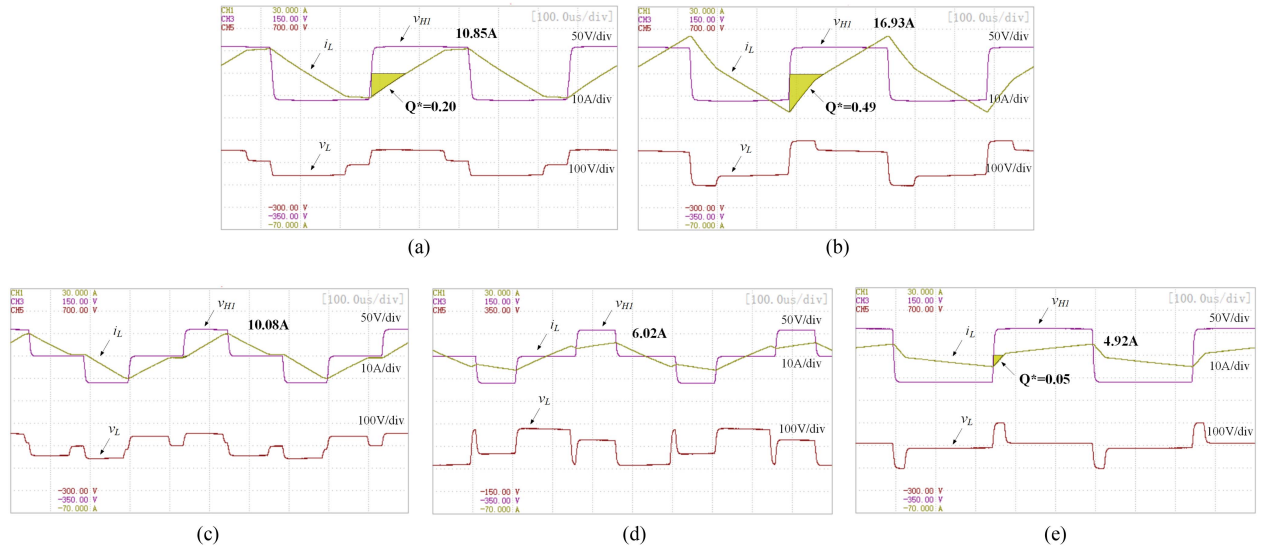 CH1 30.000 A
CH3 150.00 V
CH5 700.00 V
[100.0us/div]
vHI
10.85A
50V/div
iL
10A/div
Q*=0.20
vL
100V/div
-300.00 V
-350.00 V
-70.000 A
(a)
CH1 30.000 A
CH3 150.00 V
CH5 700.00 V
[100.0us/div]
16.93A
vHI
50V/div
iL
10A/div
Q*=0.49
vL
100V/div
-300.00 V
-350.00 V
-70.000 A
(b)
CH1 30.000 A
CH3 150.00 V
CH5 700.00 V
[100.0us/div]
vHI
50V/div
10.08A
iL
10A/div
100V/div
vL
-300.00 V
-350.00 V
-70.000 A
(c)
CH1 30.000 A
CH3 150.00 V
CH5 350.00 V
[100.0us/div]
vHI
50V/div
6.02A
iL
10A/div
vL
100V/div
-150.00 V
-350.00 V
-70.000 A
(d)
CH1 30.000 A
CH3 150.00 V
CH5 700.00 V
[100.0us/div]
vHI
50V/div
4.92A
iL
10A/div
Q*=0.05
vL
100V/div
-300.00 V
-350.00 V
-70.000 A
(e)